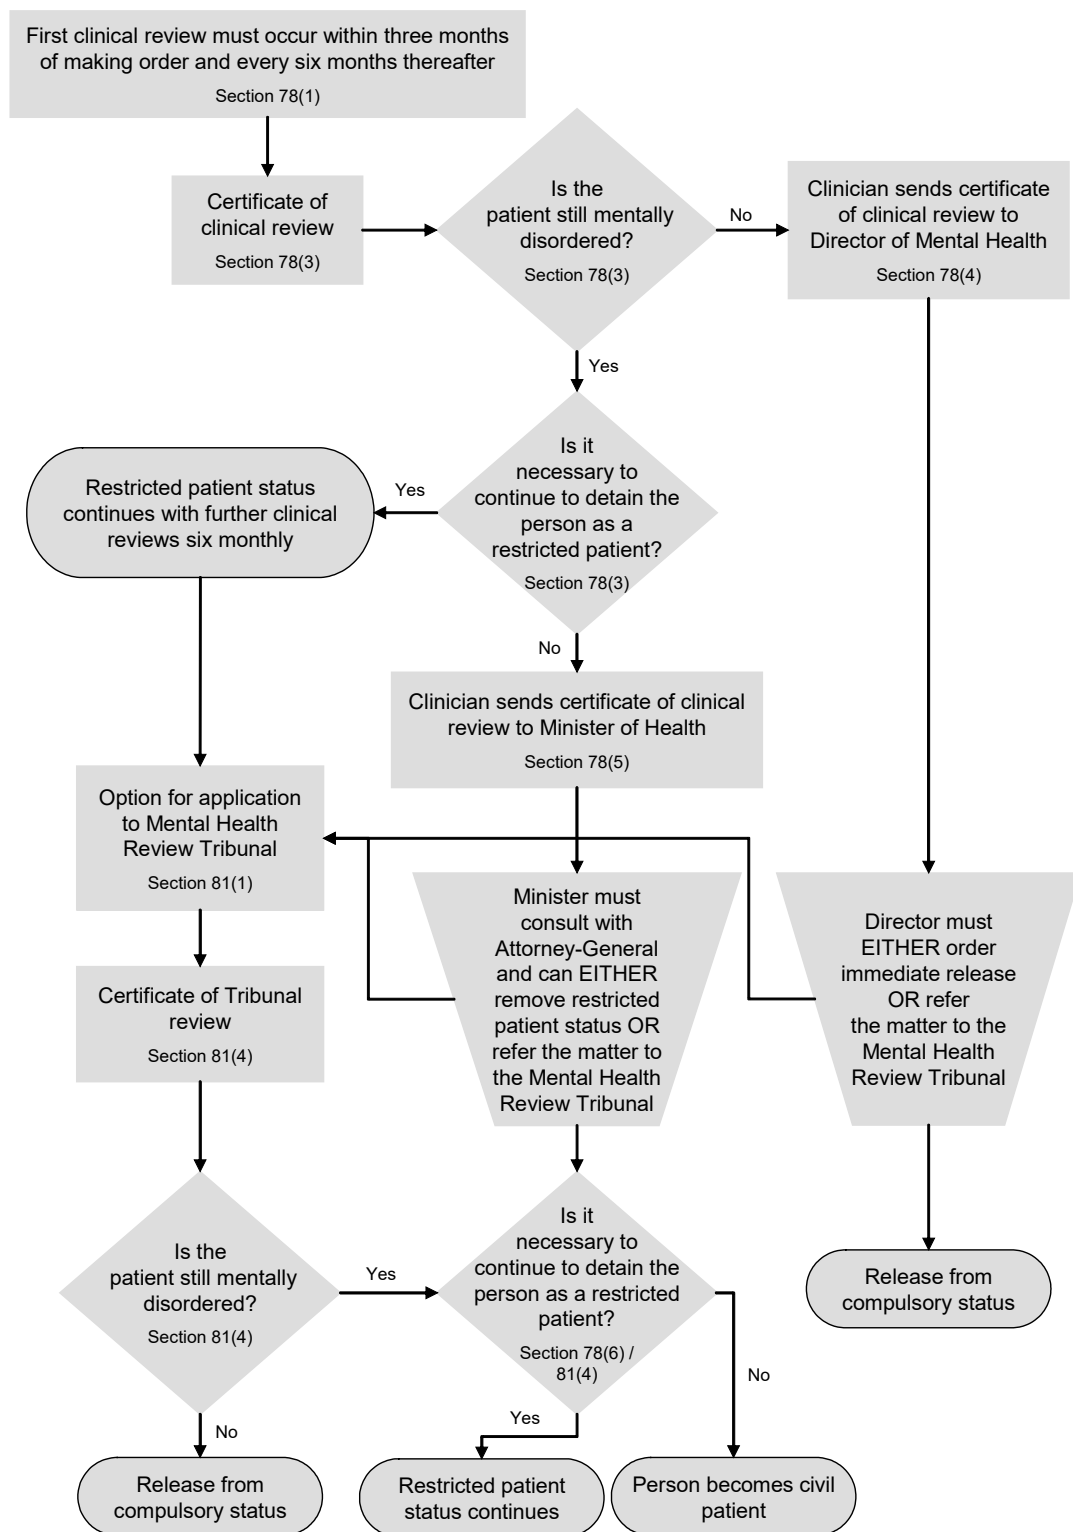 First clinical review must occur within three months
of making order and every six months thereafter
Section 78(1)
Certificate of
clinical review
Section 78(3)
Is the
patient still mentally
disordered?
Section 78(3)
No
Clinician sends certificate
of clinical review to
Director of Mental Health
Section 78(4)
Yes
Is it
necessary to
continue to detain the
person as a
restricted patient?
Section 78(3)
Yes
Restricted patient status
continues with further clinical
reviews six monthly
No
Clinician sends certificate of clinical
review to Minister of Health
Section 78(5)
Option for application
to Mental Health
Review Tribunal
Section 81(1)
Minister must
consult with
Attorney-General
and can EITHER
remove restricted
patient status OR
refer the matter to
the Mental Health
Review Tribunal
Director must
EITHER order
immediate release
OR refer
the matter to the
Mental Health
Review Tribunal
Certificate of Tribunal
review
Section 81(4)
Is the
patient still mentally
disordered?
Section 81(4)
Yes
Is it
necessary to
continue to detain the
person as a restricted
patient?
Section 78(6) /
81(4)
Release from
compulsory status
No
Yes
No
Release from
compulsory status
Restricted patient
status continues
Person becomes civil
patient